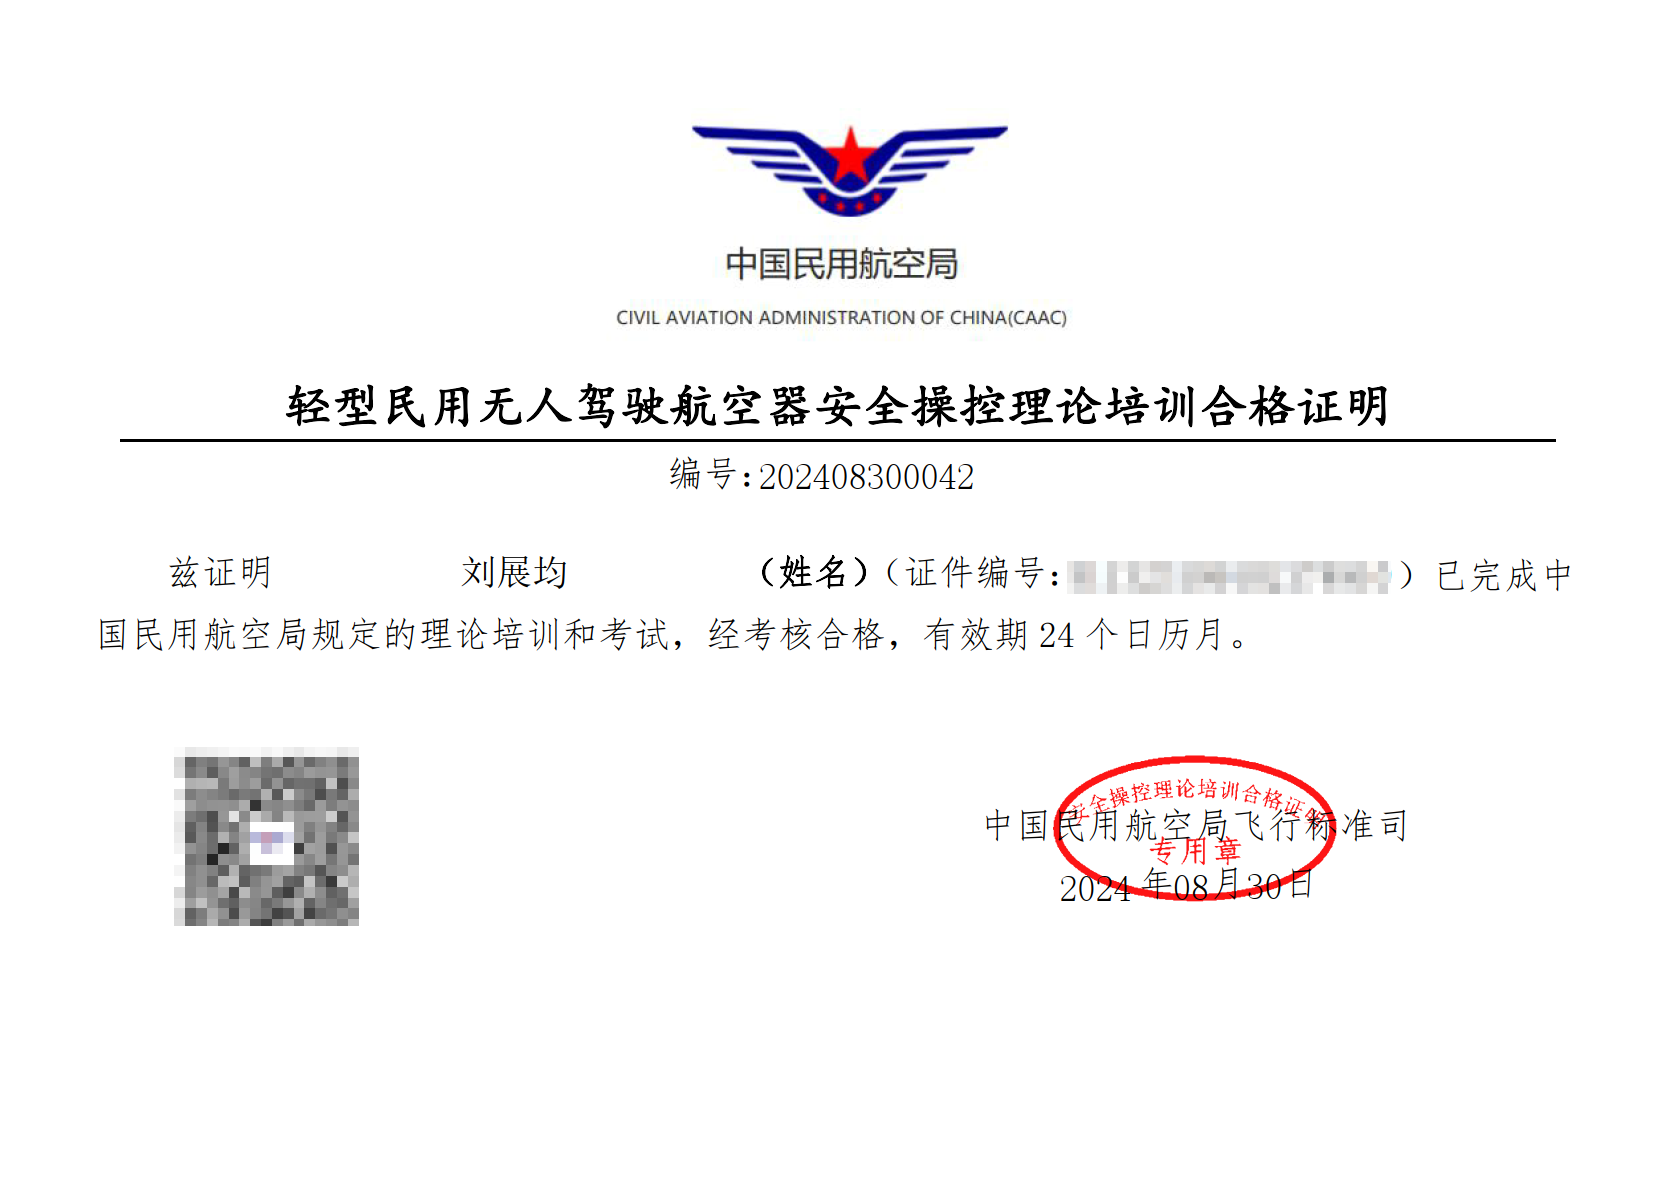 中国民用航空局
CIVIL AVIATION ADMINISTRATION OF CHINA(CAAC)
轻型民用无人驾驶航空器安全操控理论培训合格证明
编号:202408300042
兹证明 刘展均 （姓名）（证件编号: ）已完成中
国民用航空局规定的理论培训和考试，经考核合格，有效期 24 个日历月。
安全操控理论培训合格证明
中国民用航空局飞行标准司
专用章
2024 年08月30日